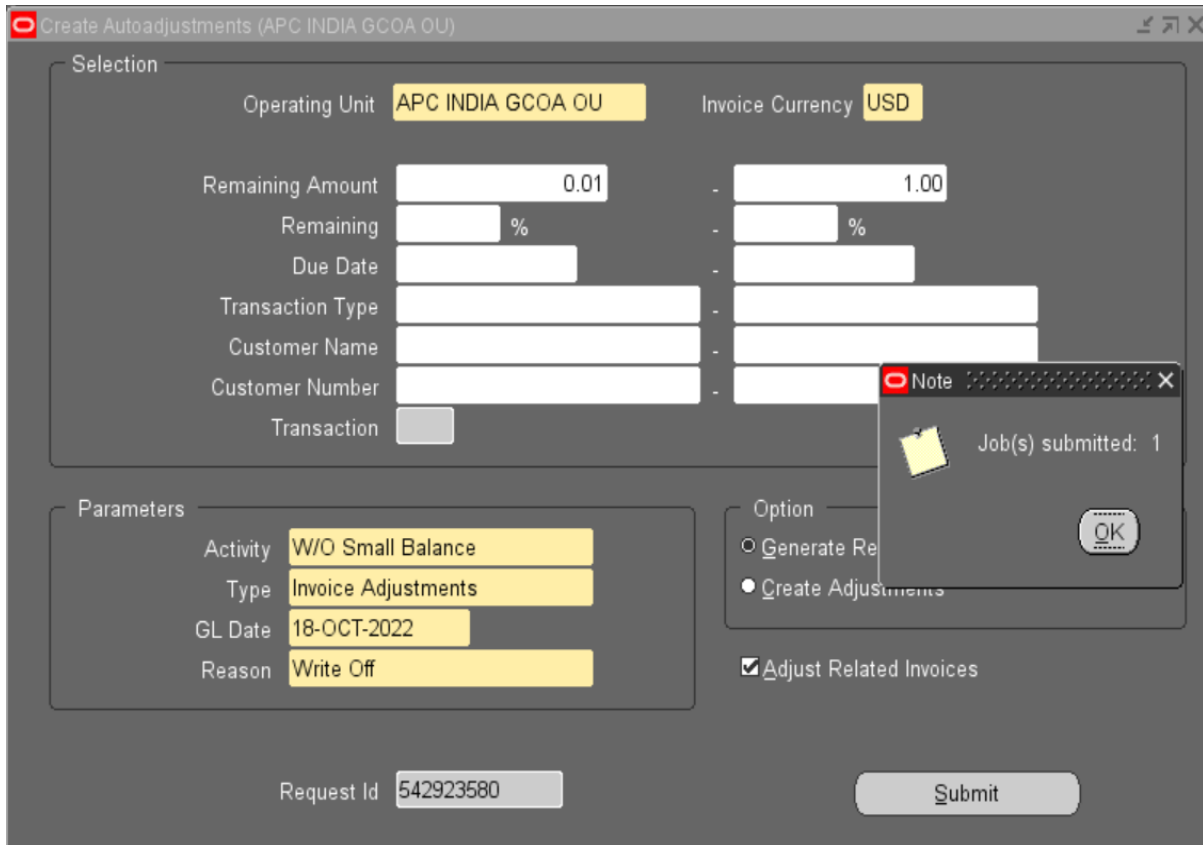 Create Autoadjustments (APC INDIA GCOA OU)
Selection
Operating Unit APC INDIA GCOA OU Invoice Currency USD
Remaining Amount 0.01 - 1.00
Remaining % - %
Due Date -
Transaction Type -
Customer Name -
Customer Number -
Transaction
Note
Job(s) submitted: 1
OK
Parameters
Activity W/O Small Balance
Type Invoice Adjustments
GL Date 18-OCT-2022
Reason Write Off
Option
Generate Re
Create Adjustments
Adjust Related Invoices
Request Id 542923580
Submit